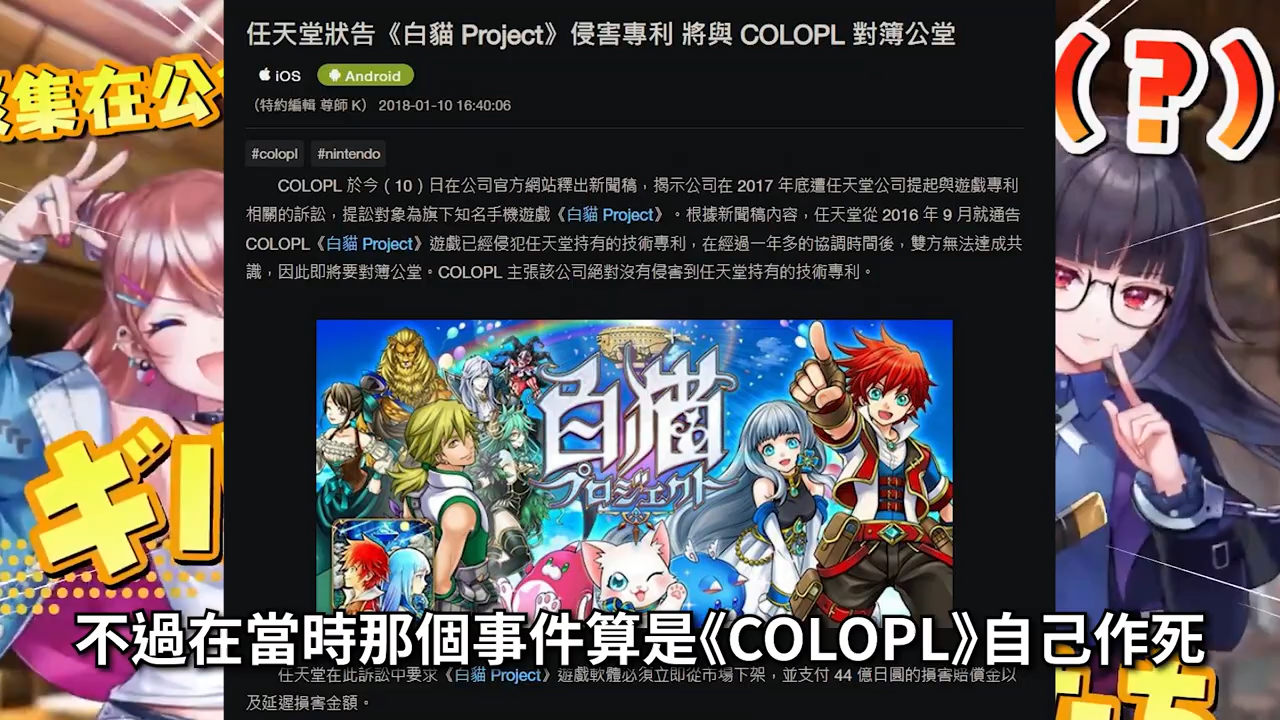 任天堂狀告《白貓 Project》侵害專利 將與 COLOPL 對簿公堂
iOS Android
(特約編輯 尊師 K) 2018-01-10 16:40:06
#colopl #nintendo
COLOPL 於今(10)日在公司官方網站釋出新聞稿，揭示公司在 2017 年底遭任天堂公司提起與遊戲專利
相關的訴訟，提訟對象為旗下知名手機遊戲《白貓 Project》。根據新聞稿內容，任天堂從 2016 年 9 月就通告
COLOPL《白貓 Project》遊戲已經侵犯任天堂持有的技術專利，在經過一年多的協調時間後，雙方無法達成共
識，因此即將要對簿公堂。COLOPL 主張該公司絕對沒有侵害到任天堂持有的技術專利。
集在公
(?)
ギリ
白猫
プロジェクト
不過在當時那個事件算是《COLOPL》自己作死
任天堂在此訴訟中要求《白貓 Project》遊戲軟體必須立即從市場下架，並支付 44 億日圓的損害賠償金以
及延遲損害金額。